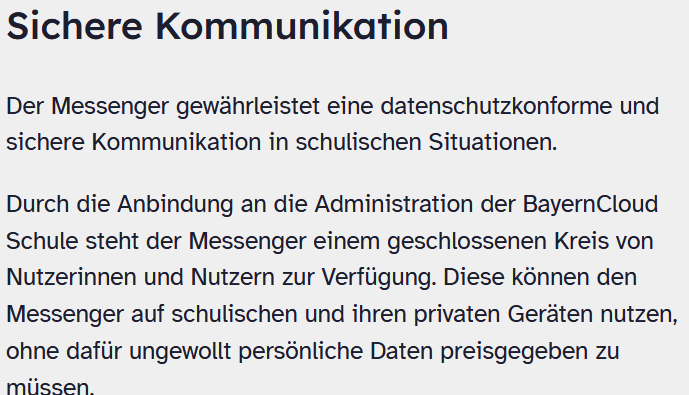 Sichere Kommunikation
Der Messenger gewährleistet eine datenschutzkonforme und
sichere Kommunikation in schulischen Situationen.
Durch die Anbindung an die Administration der BayernCloud
Schule steht der Messenger einem geschlossenen Kreis von
Nutzerinnen und Nutzern zur Verfügung. Diese können den
Messenger auf schulischen und ihren privaten Geräten nutzen,
ohne dafür ungewollt persönliche Daten preisgegeben zu
müssen.